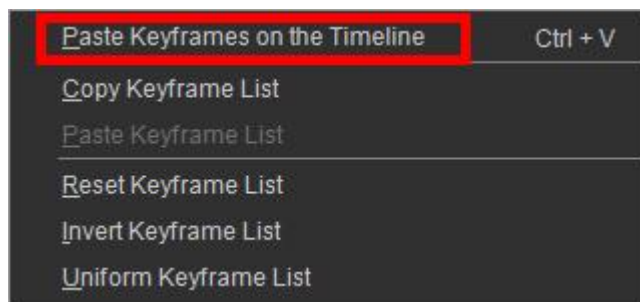 Paste Keyframes on the Timeline Ctrl + V
Copy Keyframe List
Paste Keyframe List
Reset Keyframe List
Invert Keyframe List
Uniform Keyframe List